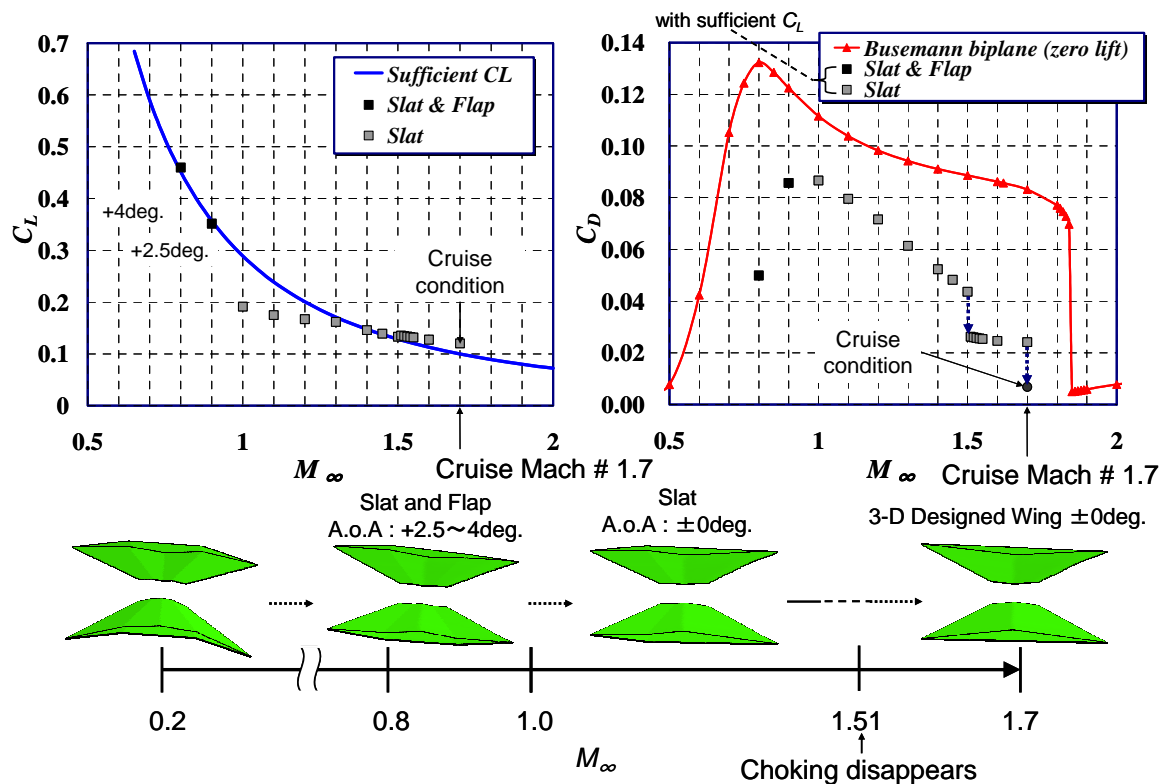 with sufficient C_L
0.7
0.6
0.5
0.4
0.3
0.2
0.1
0
C_L
Sufficient CL
Slat & Flap
Slat
+4deg.
+2.5deg.
Cruise
condition
0.5 1 1.5 2
M∞
Cruise Mach # 1.7
0.14
0.12
0.10
0.08
0.06
0.04
0.02
0.00
C_D
Busemann biplane (zero lift)
Slat & Flap
Slat
Cruise
condition
0.5 1 1.5 2
M∞
Cruise Mach # 1.7
Slat and Flap
A.o.A : +2.5～4deg.
Slat
A.o.A : ±0deg.
3-D Designed Wing ±0deg.
0.2 0.8 1.0 1.51 1.7
M∞
Choking disappears